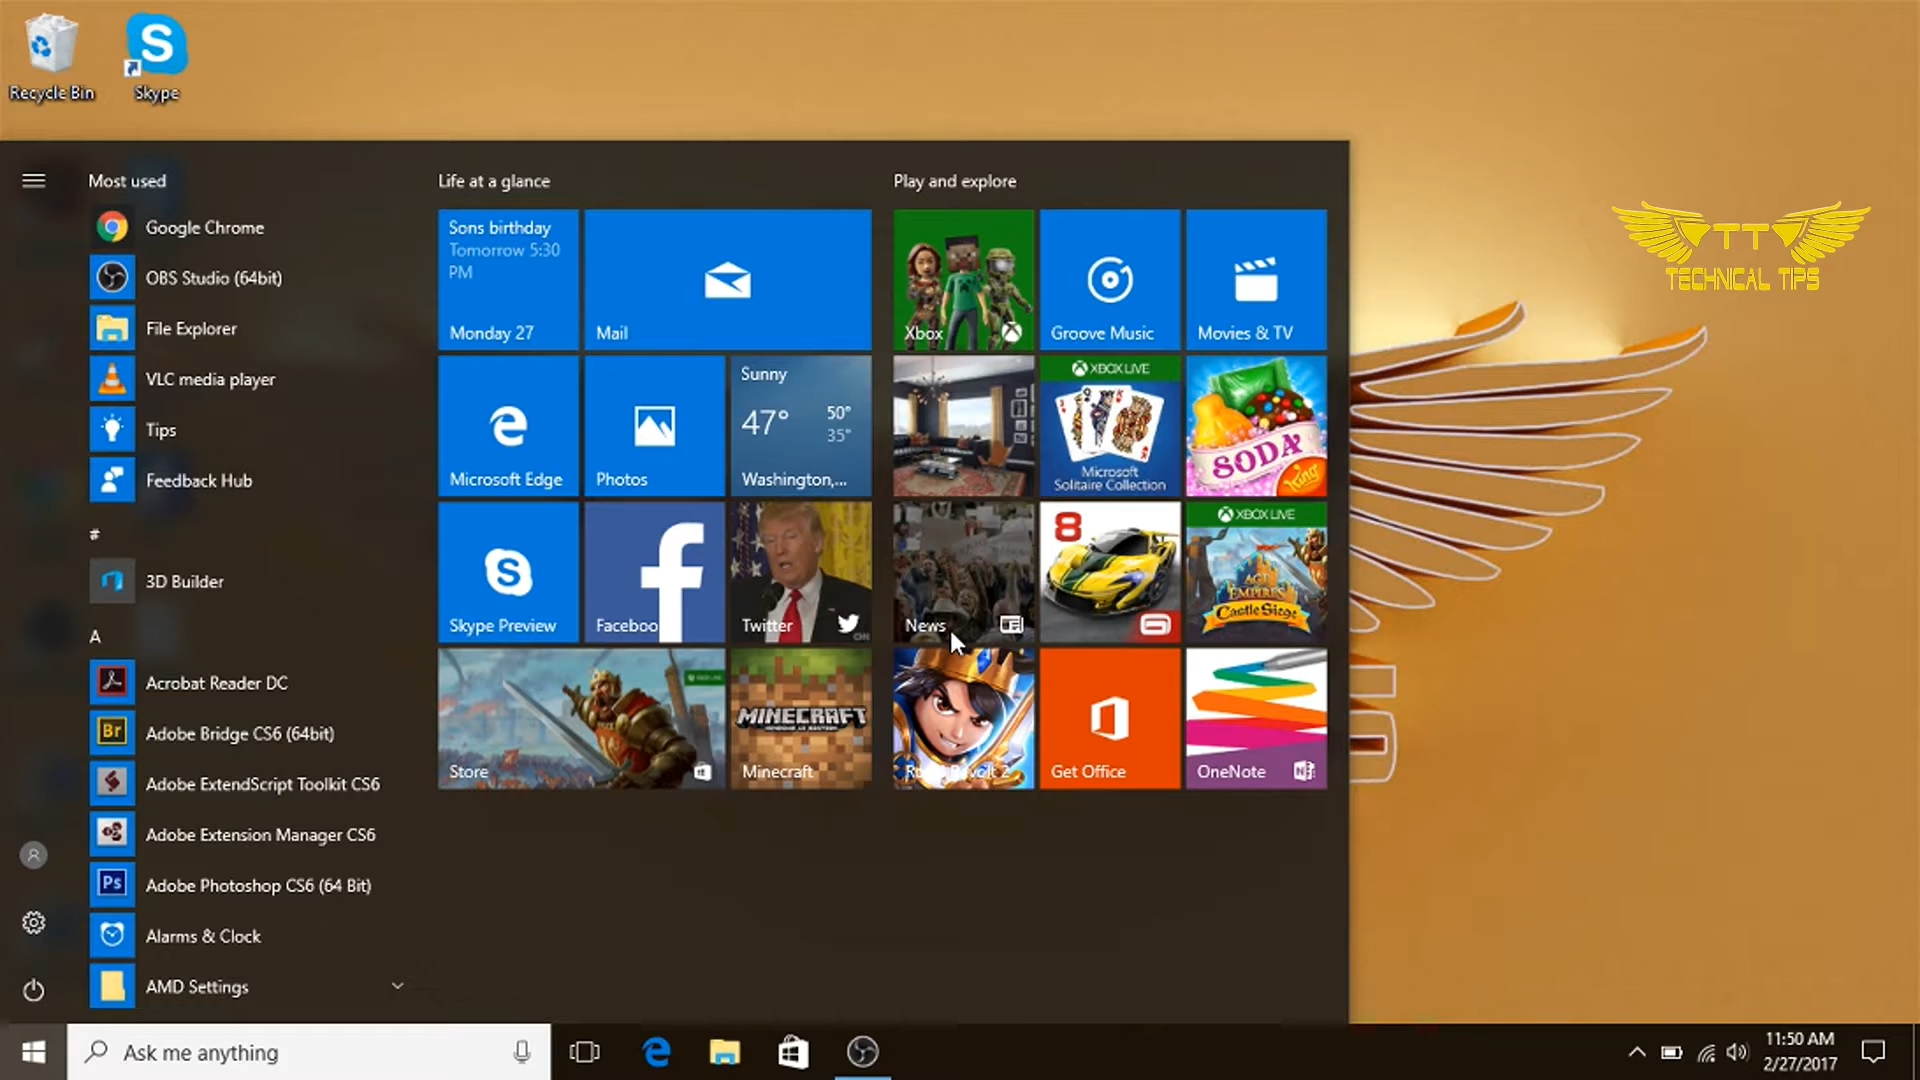 Recycle Bin
Skype
Most used
Google Chrome
OBS Studio (64bit)
File Explorer
VLC media player
Tips
Feedback Hub
#
3D Builder
A
Acrobat Reader DC
Adobe Bridge CS6 (64bit)
Adobe ExtendScript Toolkit CS6
Adobe Extension Manager CS6
Adobe Photoshop CS6 (64 Bit)
Alarms & Clock
AMD Settings
Life at a glance
Sons birthday
Tomorrow 5:30
PM
Monday 27
Mail
Microsoft Edge
Photos
Sunny
47°
50°
35°
Washington,...
Skype Preview
Faceboo
Twitter
Store
MINECRAFT
Minecraft
Play and explore
Xbox
Groove Music
Movies & TV
XBOX LIVE
Microsoft
Solitaire Collection
SODA
King
News
8
XBOX LIVE
AGE
EMPIRES
Castle Siege
Get Office
OneNote
TT
TECHNICAL TIPS
Ask me anything
11:50 AM
2/27/2017